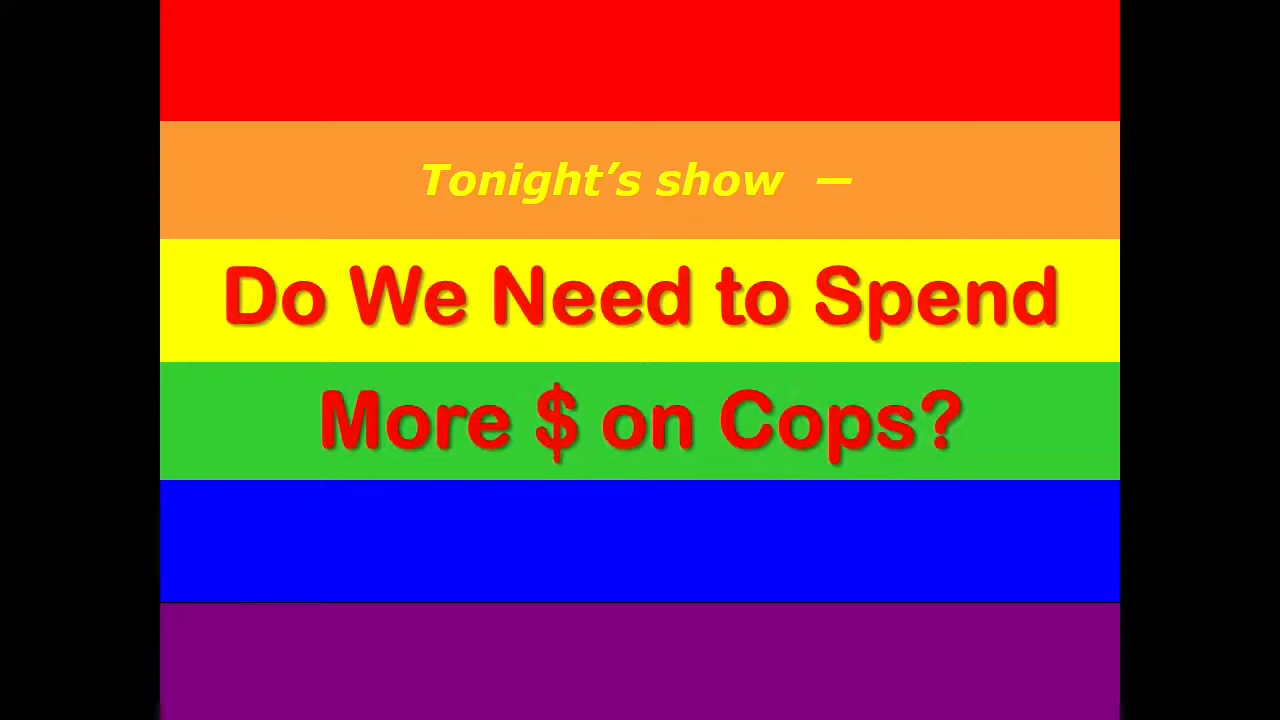 Tonight’s show —
Do We Need to Spend
More $ on Cops?